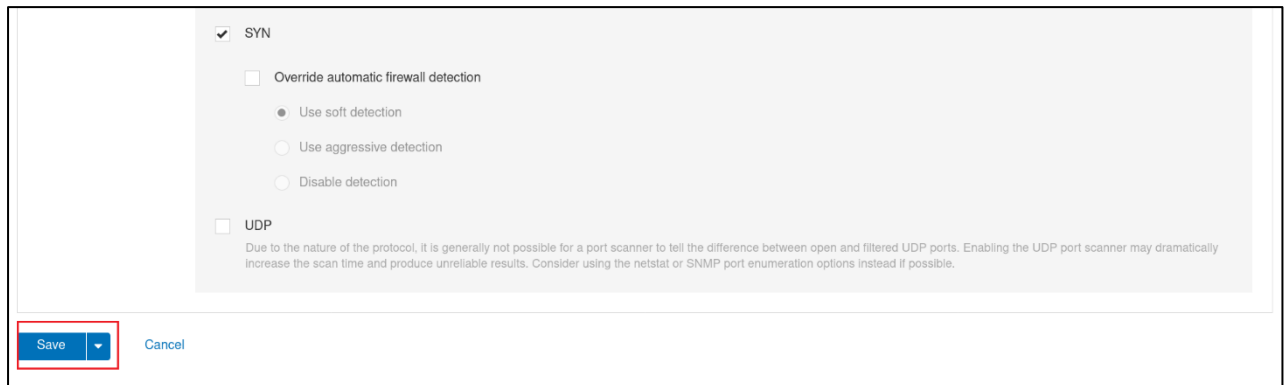 SYN
Override automatic firewall detection
Use soft detection
Use aggressive detection
Disable detection
UDP
Due to the nature of the protocol, it is generally not possible for a port scanner to tell the difference between open and filtered UDP ports. Enabling the UDP port scanner may dramatically
increase the scan time and produce unreliable results. Consider using the netstat or SNMP port enumeration options instead if possible.
Save
Cancel